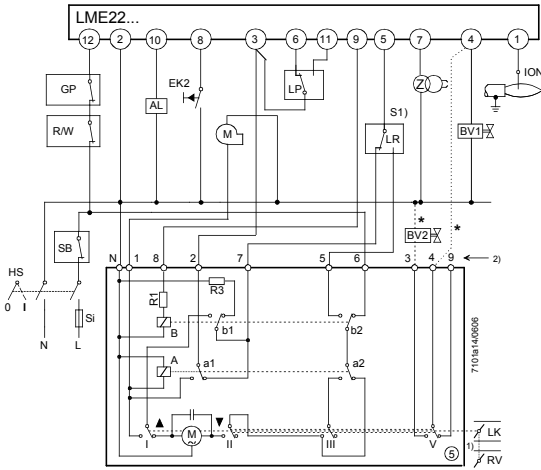 LME22...
12 2 10 8 3 6 11 9 5 7 4 1
GP
R/W
AL
EK2
LP
M
S1)
LR
Z
BV1
ION
SB
BV2
*
*
HS
0 I
Si
N
L
N 1 8 2 7 5 6 3 4 9
2)
R1
R3
B
b1
b2
A
a1
a2
7101a14/0606
I
M
II
III
V
5
1)
LK
RV